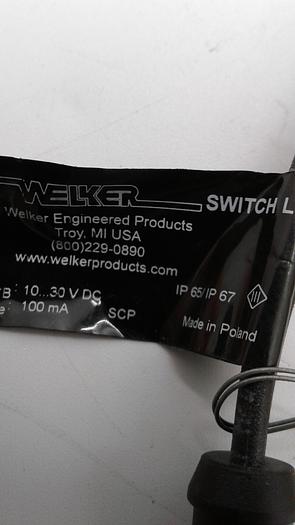 WELKER SWITCH L
Welker Engineered Products
Troy, MI USA
(800)229-0890
www.welkerproducts.com
B: 10...30 V DC IP 65/IP 67 III
e: 100 mA SCP Made in Poland